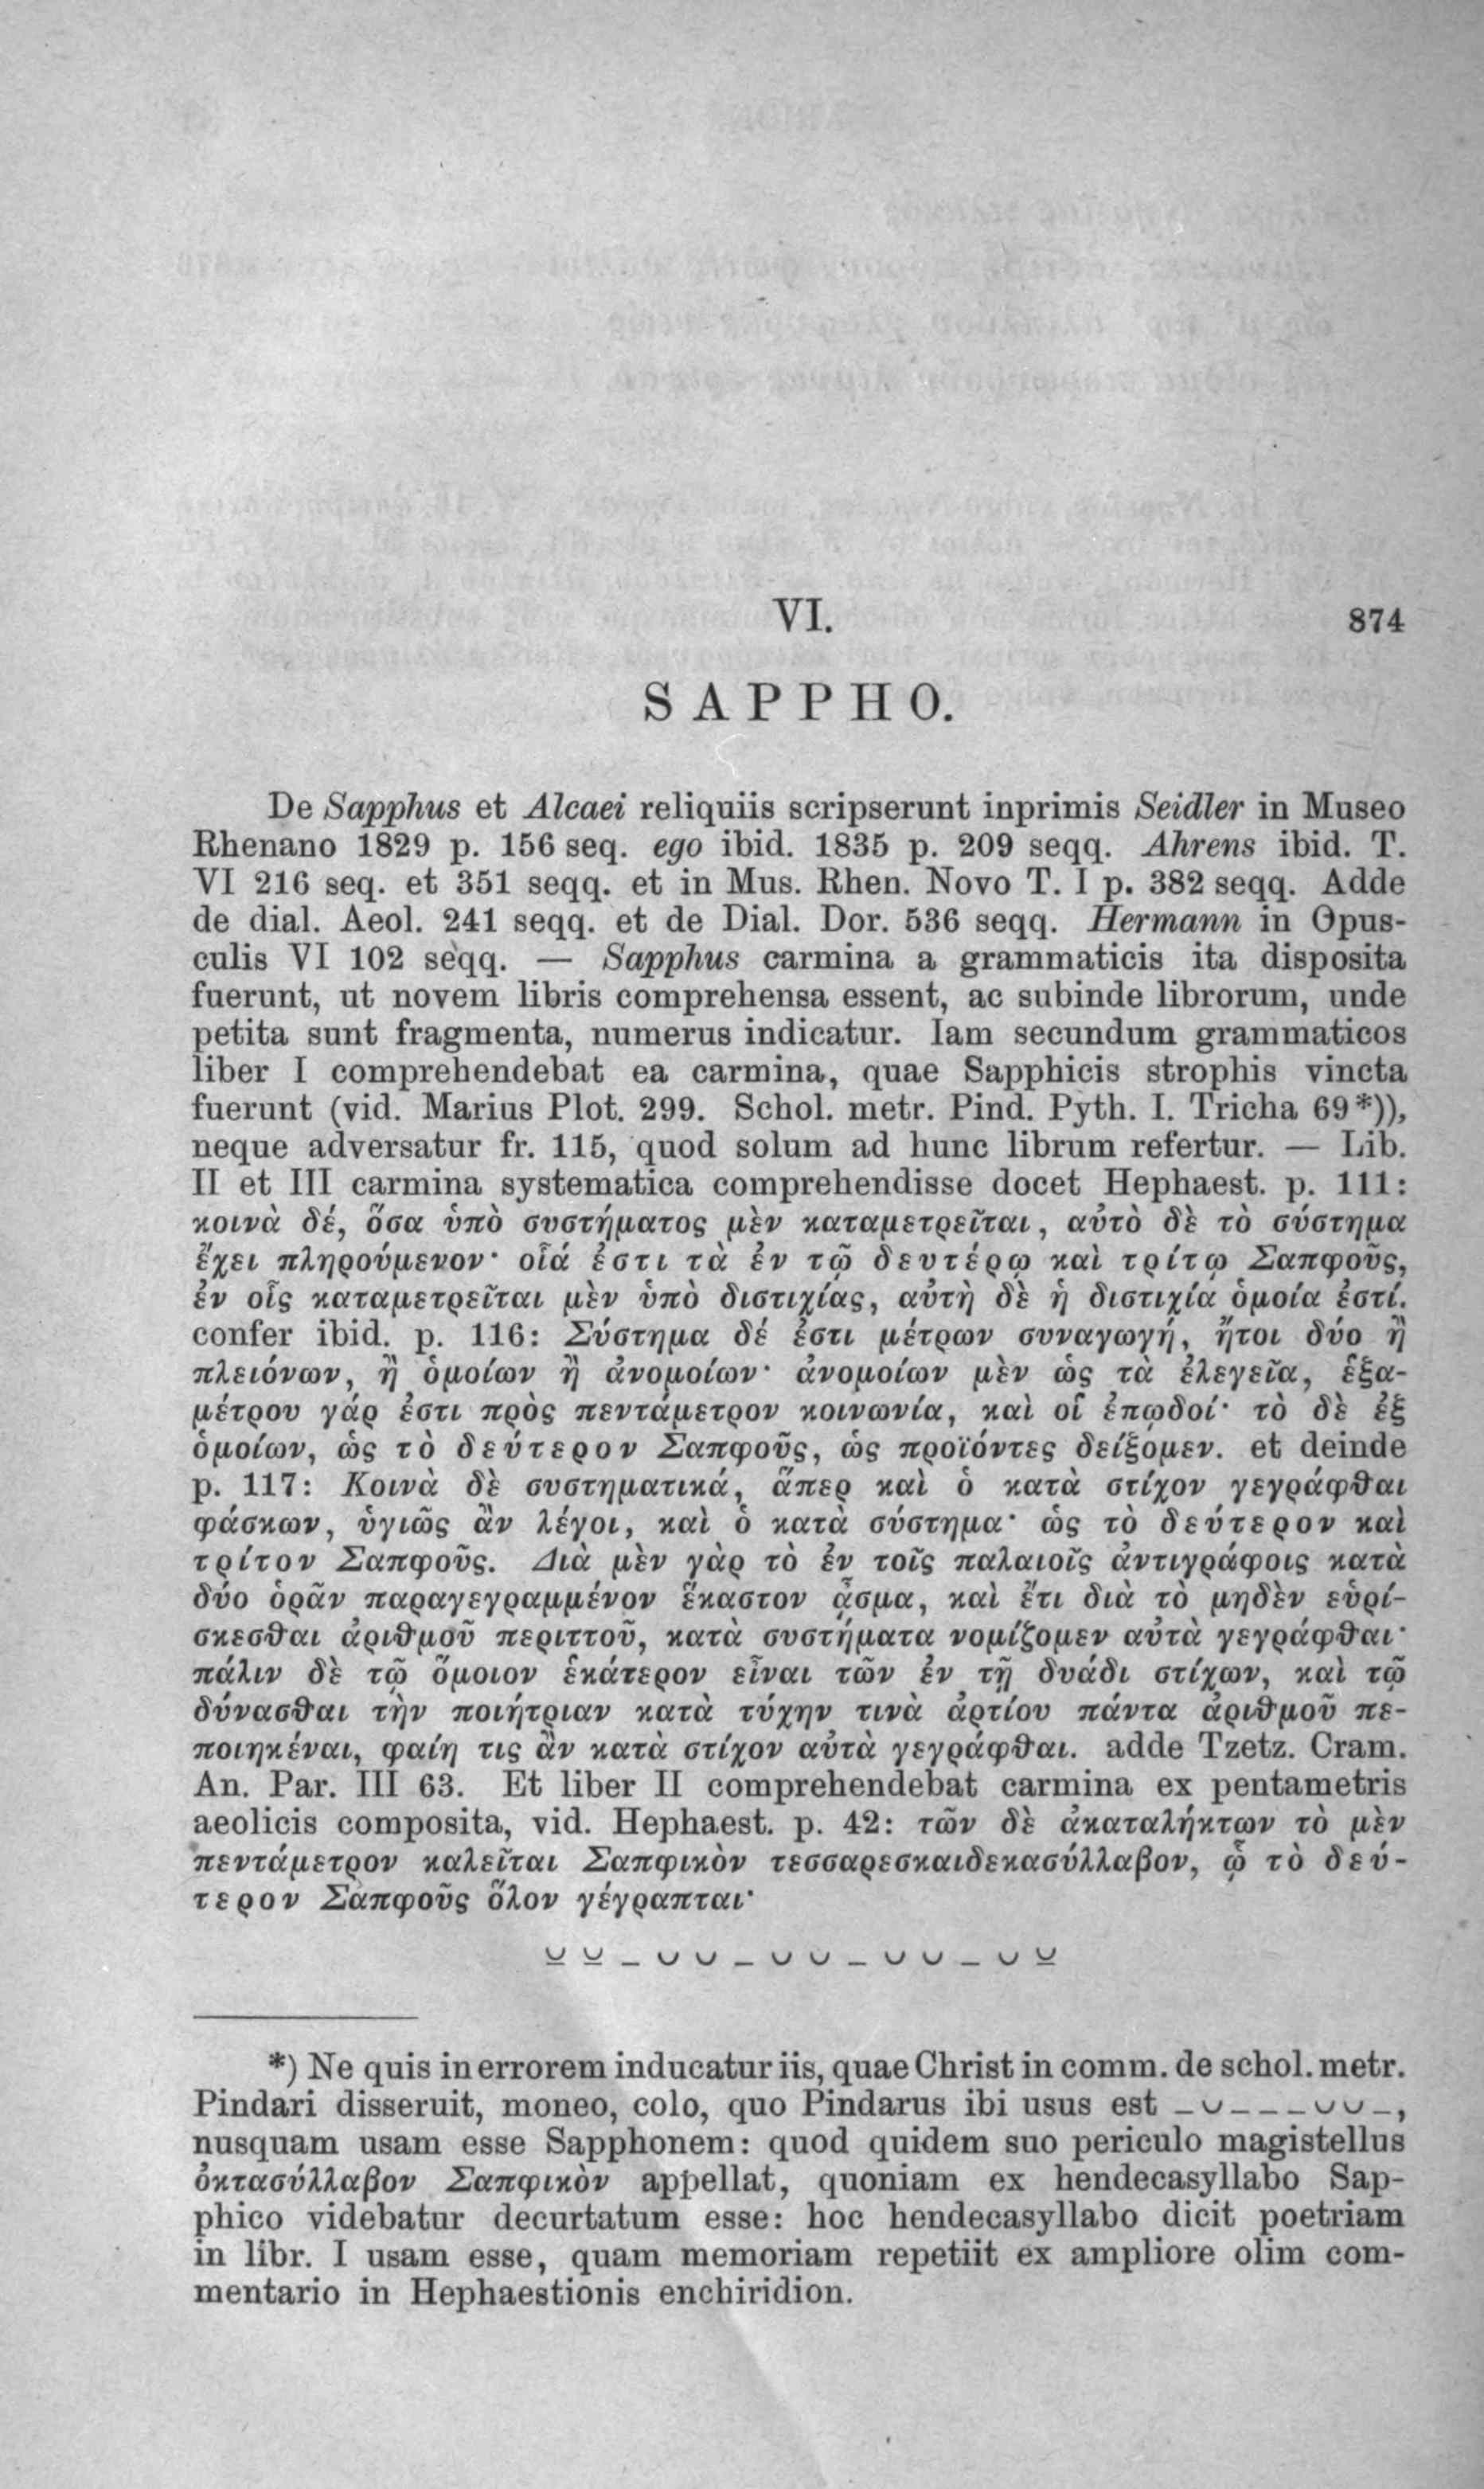 VI. 874
SAPPHO.
De Sapphus et Alcaei reliquiis scripserunt inprimis Seidler in Museo
Rhenano 1829 p. 156 seq. ego ibid. 1835 p. 209 seqq. Ahrens ibid. T.
VI 216 seq. et 351 seqq. et in Mus. Rhen. Novo T. I p. 382 seqq. Adde
de dial. Aeol. 241 seqq. et de Dial. Dor. 536 seqq. Hermann in Opus-
culis VI 102 seqq. — Sapphus carmina a grammaticis ita disposita
fuerunt, ut novem libris comprehensa essent, ac subinde librorum, unde
petita sunt fragmenta, numerus indicatur. Iam secundum grammaticos
liber I comprehendebat ea carmina, quae Sapphicis strophis vincta
fuerunt (vid. Marius Plot. 299. Schol. metr. Pind. Pyth. I. Tricha 69*)),
neque adversatur fr. 115, quod solum ad hunc librum refertur. — Lib.
II et III carmina systematica comprehendisse docet Hephaest. p. 111:
κοινὰ δέ, ὅσα ὑπὸ συστήματος μὲν καταμετρεῖται, αὐτὸ δὲ τὸ σύστημα
ἔχει πληρούμενον· οἷά ἐστι τὰ ἐν τῷ δευτέρῳ καὶ τρίτῳ Σαπφοῦς,
ἐν οἷς καταμετρεῖται μὲν ὑπὸ διστιχίας, αὐτὴ δὲ ἡ διστιχία ὁμοία ἐστί.
confer ibid. p. 116: Σύστημα δέ ἐστι μέτρων συναγωγή, ἤτοι δύο ἢ
πλειόνων, ἢ ὁμοίων ἢ ἀνομοίων· ἀνομοίων μὲν ὡς τὰ ἐλεγεῖα, ἑξα-
μέτρου γάρ ἐστι πρὸς πεντάμετρον κοινωνία, καὶ οἵ ἐπῳδοί· τὸ δὲ ἐξ
ὁμοίων, ὡς τὸ δεύτερον Σαπφοῦς, ὡς προϊόντες δείξομεν. et deinde
p. 117: Κοινὰ δὲ συστηματικά, ἅπερ καὶ ὁ κατὰ στίχον γεγράφθαι
φάσκων, ὑγιῶς ἂν λέγοι, καὶ ὁ κατὰ σύστημα· ὡς τὸ δεύτερον καὶ
τρίτον Σαπφοῦς. Διὰ μὲν γὰρ τὸ ἐν τοῖς παλαιοῖς ἀντιγράφοις κατὰ
δύο ὁρᾶν παραγεγραμμένον ἕκαστον ᾆσμα, καὶ ἔτι διὰ τὸ μηδὲν εὑρί-
σκεσθαι ἀριθμοῦ περιττοῦ, κατὰ συστήματα νομίζομεν αὐτὰ γεγράφθαι·
πάλιν δὲ τῷ ὅμοιον ἑκάτερον εἶναι τῶν ἐν τῇ δυάδι στίχων, καὶ τῷ
δύνασθαι τὴν ποιήτριαν κατὰ τύχην τινὰ ἀρτίου πάντα ἀριθμοῦ πε-
ποιηκέναι, φαίη τις ἂν κατὰ στίχον αὐτὰ γεγράφθαι. adde Tzetz. Cram.
An. Par. III 63. Et liber II comprehendebat carmina ex pentametris
aeolicis composita, vid. Hephaest. p. 42: τῶν δὲ ἀκαταλήκτων τὸ μὲν
πεντάμετρον καλεῖται Σαπφικὸν τεσσαρεσκαιδεκασύλλαβον, ᾧ τὸ δεύ-
τερον Σαπφοῦς ὅλον γέγραπται·
⏓ ⏓ – ⏑ ⏑ – ⏑ ⏑ – ⏑ ⏑ – ⏑ ⏓
*) Ne quis in errorem inducatur iis, quae Christ in comm. de schol. metr.
Pindari disseruit, moneo, colo, quo Pindarus ibi usus est – ⏑ – – – ⏑ ⏑ –,
nusquam usam esse Sapphonem: quod quidem suo periculo magistellus
ὀκτασύλλαβον Σαπφικὸν appellat, quoniam ex hendecasyllabo Sap-
phico videbatur decurtatum esse: hoc hendecasyllabo dicit poetriam
in libr. I usam esse, quam memoriam repetiit ex ampliore olim com-
mentario in Hephaestionis enchiridion.